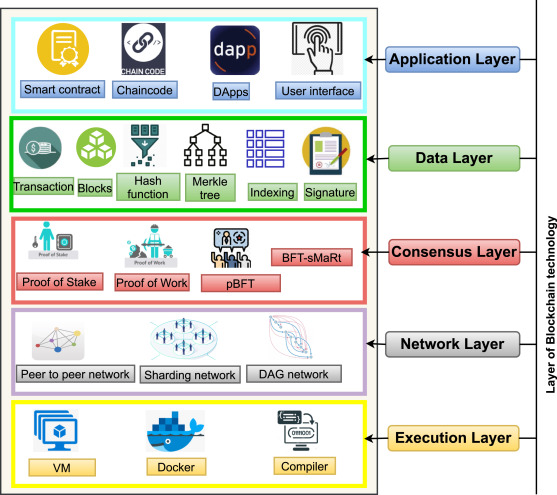 dapp
CHAIN CODE
Smart contract
Chaincode
DApps
User interface
Application Layer
Transaction
Blocks
Hash
function
Merkle
tree
Indexing
Signature
Data Layer
Proof of Stake
Proof of Work
BFT-sMaRt
Proof of Stake
Proof of Work
pBFT
Consensus Layer
Peer to peer network
Sharding network
DAG network
Network Layer
VM
Docker
Compiler
Execution Layer
Layer of Blockchain technology